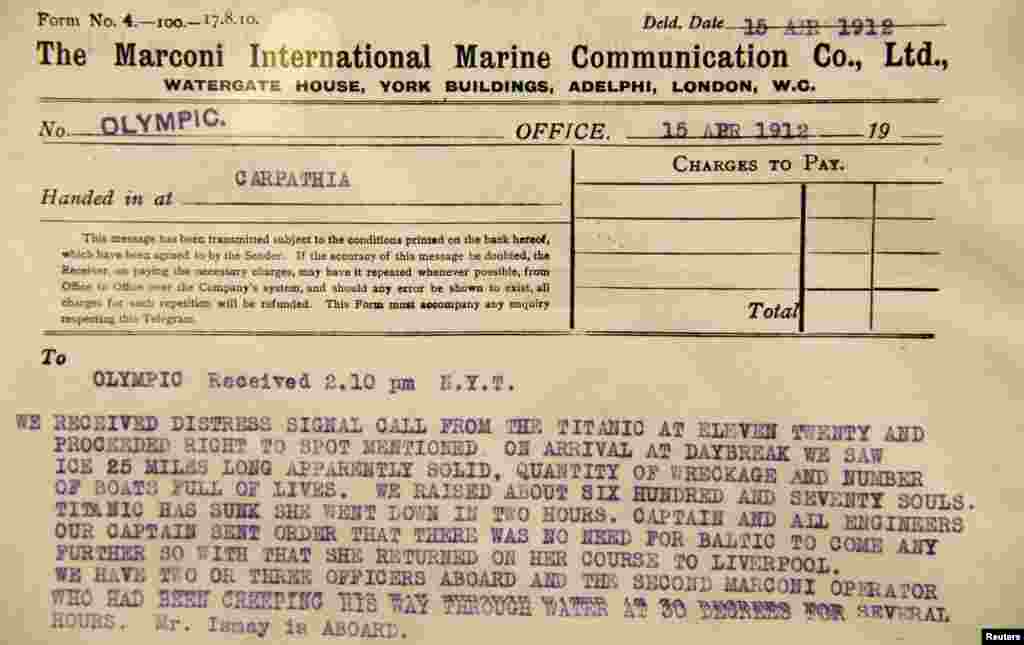 Form No. 4.—100.—17.8.10. Deld. Date 15 APR 1912
The Marconi International Marine Communication Co., Ltd.,
WATERGATE HOUSE, YORK BUILDINGS, ADELPHI, LONDON, W.C.
No. OLYMPIC. OFFICE. 15 APR 1912 19
Handed in at CARPATHIA
CHARGES TO PAY.
This message has been transmitted subject to the conditions printed on the back hereof,
which have been agreed to by the Sender. If the accuracy of this message be doubted, the
Receiver, on paying the necessary charges, may have it repeated whenever possible, from
Office to Office over the Company's system, and should any error be shown to exist, all
charges for such repetition will be refunded. This Form must accompany any enquiry
respecting this Telegram.
Total
To
OLYMPIC Received 2.10 pm N.Y.T.
WE RECEIVED DISTRESS SIGNAL CALL FROM THE TITANIC AT ELEVEN TWENTY AND
PROCEEDED RIGHT TO SPOT MENTIONED. ON ARRIVAL AT DAYBREAK WE SAW
ICE 25 MILES LONG APPARENTLY SOLID, QUANTITY OF WRECKAGE AND NUMBER
OF BOATS FULL OF LIVES. WE RAISED ABOUT SIX HUNDRED AND SEVENTY SOULS.
TITANIC HAS SUNK SHE WENT DOWN IN TWO HOURS. CAPTAIN AND ALL ENGINEERS
OUR CAPTAIN SENT ORDER THAT THERE WAS NO NEED FOR BALTIC TO COME ANY
FURTHER SO WITH THAT SHE RETURNED ON HER COURSE TO LIVERPOOL.
WE HAVE TWO OR THREE OFFICERS ABOARD AND THE SECOND MARCONI OPERATOR
WHO HAD BEEN CREEPING HIS WAY THROUGH WATER AT 30 DEGREES FOR SEVERAL
HOURS. Mr. Ismay is ABOARD.
Reuters